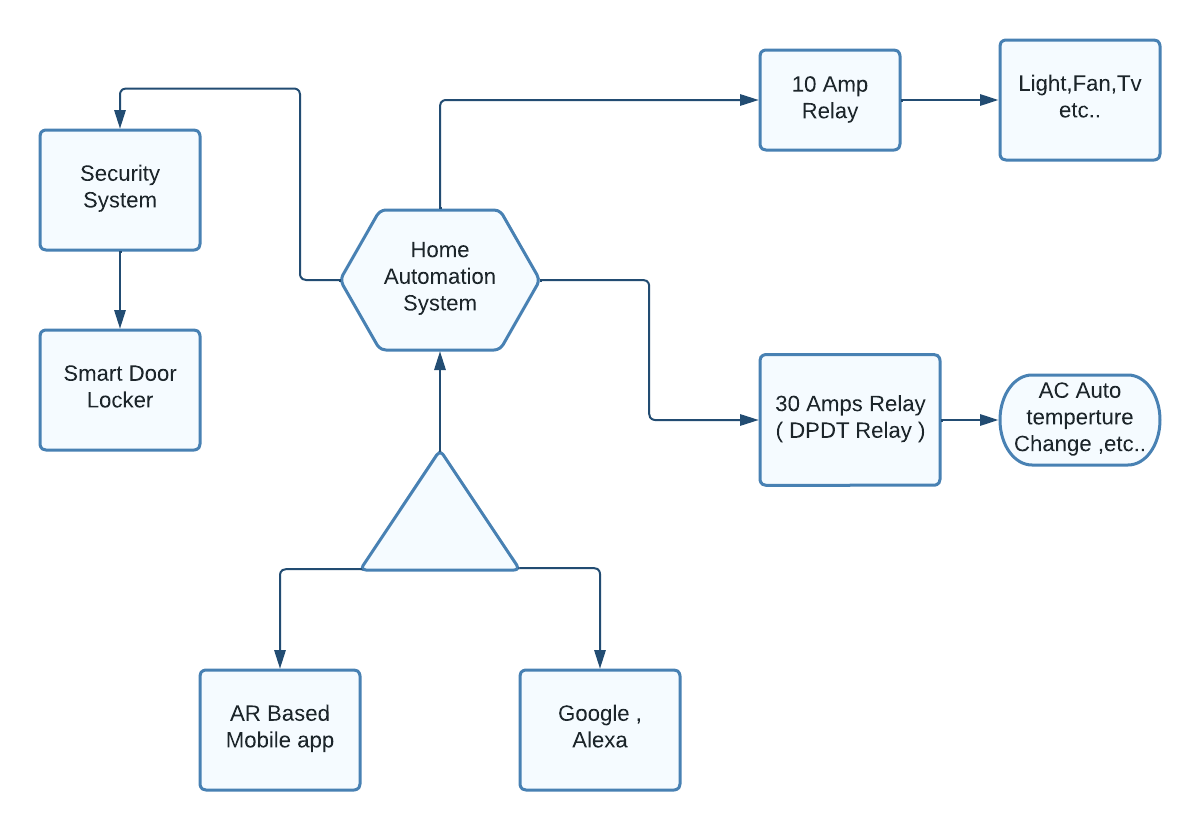 10 Amp
Relay
Light,Fan,Tv
etc..
Security
System
Home
Automation
System
Smart Door
Locker
30 Amps Relay
( DPDT Relay )
AC Auto
temperture
Change ,etc..
AR Based
Mobile app
Google ,
Alexa